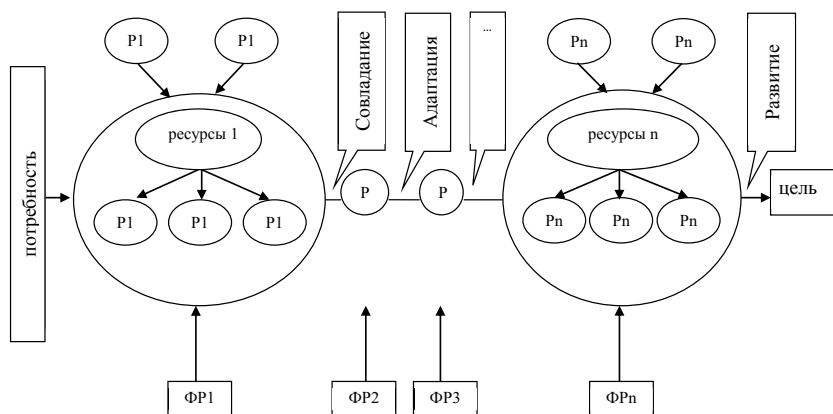 P1
P1
Совладание
Адаптация
...
Pn
Pn
Развитие
потребность
ресурсы 1
ресурсы n
P1
P1
P1
P
P
Pn
Pn
Pn
цель
ФР1
ФР2
ФР3
ФРn